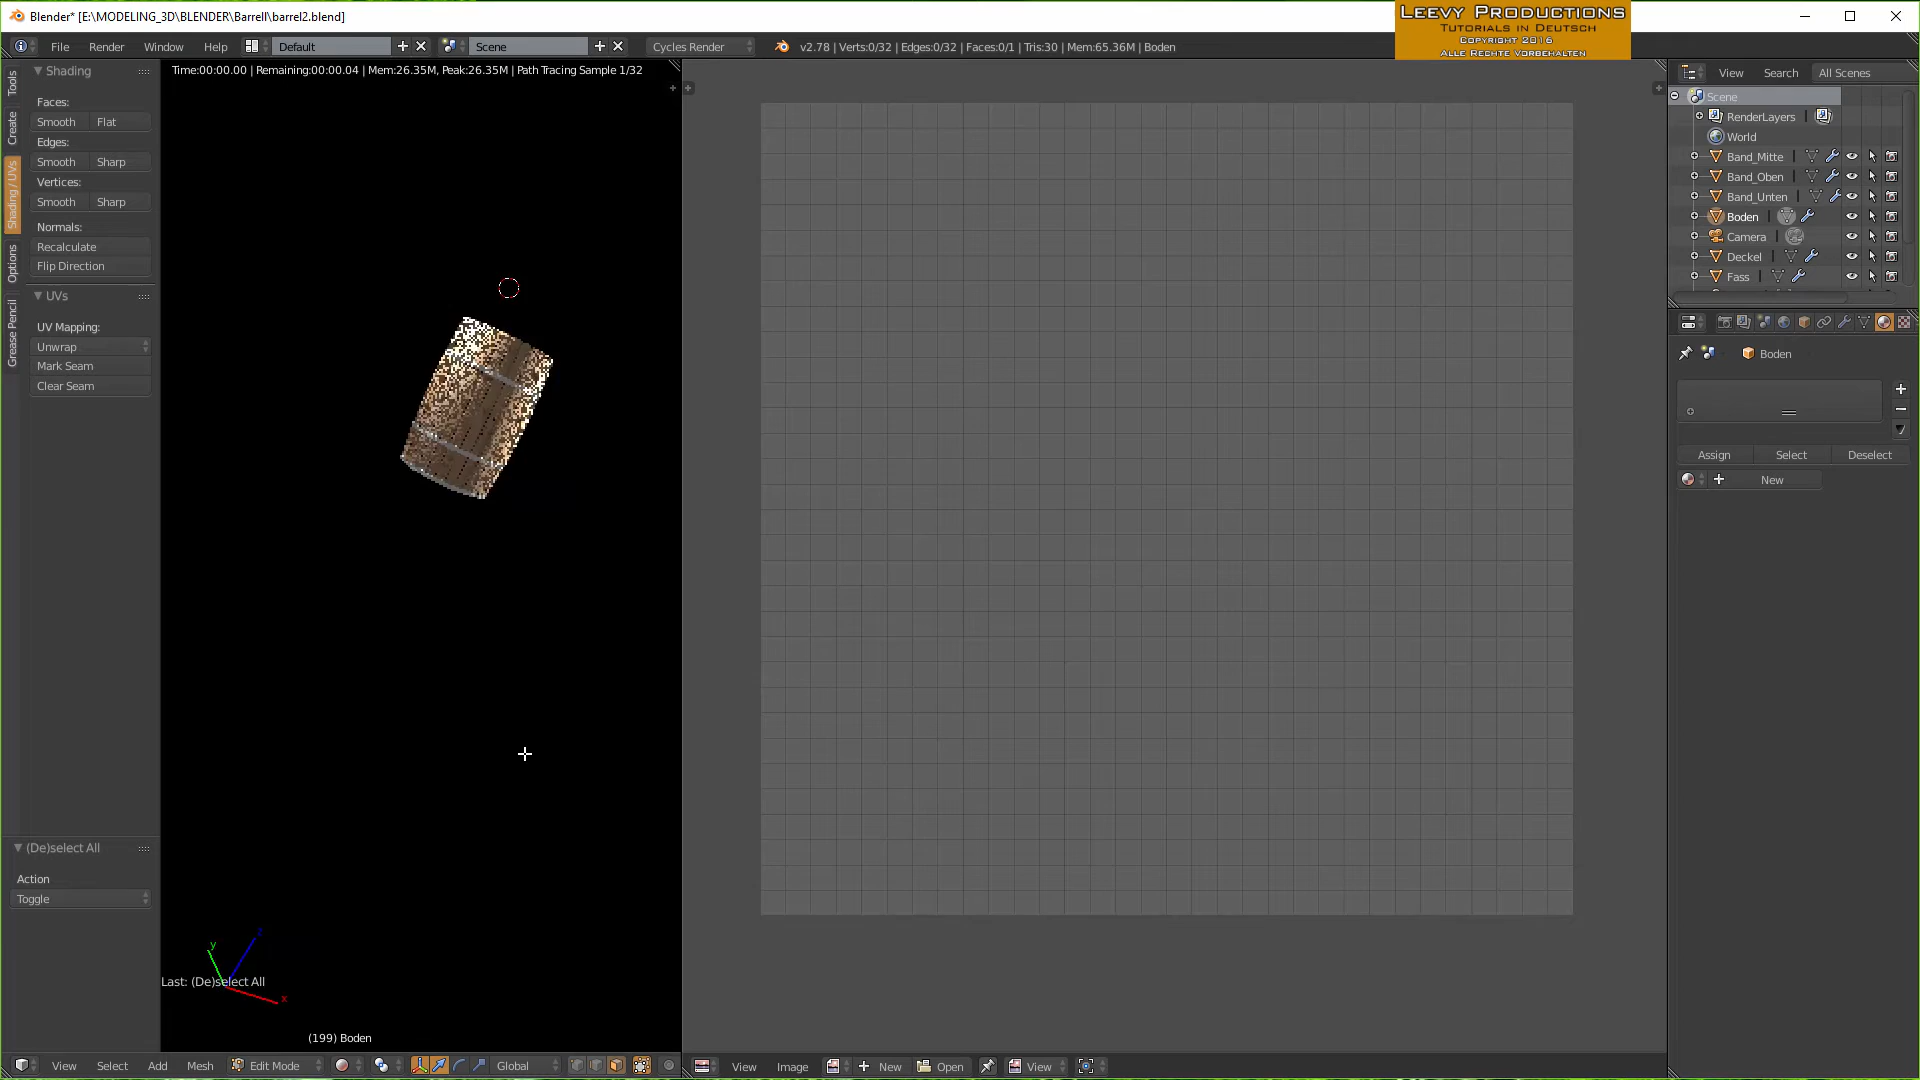 Blender* [E:\MODELING_3D\BLENDER\Barrell\barrel2.blend]
LEEVY PRODUCTIONS
TUTORIALS IN DEUTSCH
COPYRIGHT 2016
ALLE RECHTE VORBEHALTEN
File Render Window Help Default Scene Cycles Render v2.78 | Verts:0/32 | Edges:0/32 | Faces:0/1 | Tris:30 | Mem:65.36M | Boden
Time:00:00.00 | Remaining:00:00.04 | Mem:26.35M, Peak:26.35M | Path Tracing Sample 1/32
Tools
Create
Shading / UVs
Options
Grease Pencil
Shading
Faces:
Smooth Flat
Edges:
Smooth Sharp
Vertices:
Smooth Sharp
Normals:
Recalculate
Flip Direction
UVs
UV Mapping:
Unwrap
Mark Seam
Clear Seam
(De)select All
Action
Toggle
y
z
x
Last: (De)select All
(199) Boden
View Select Add Mesh Edit Mode Global
View Image New Open View
View Search All Scenes
Scene
RenderLayers
World
Band_Mitte
Band_Oben
Band_Unten
Boden
Camera
Deckel
Fass
Boden
Assign Select Deselect
New